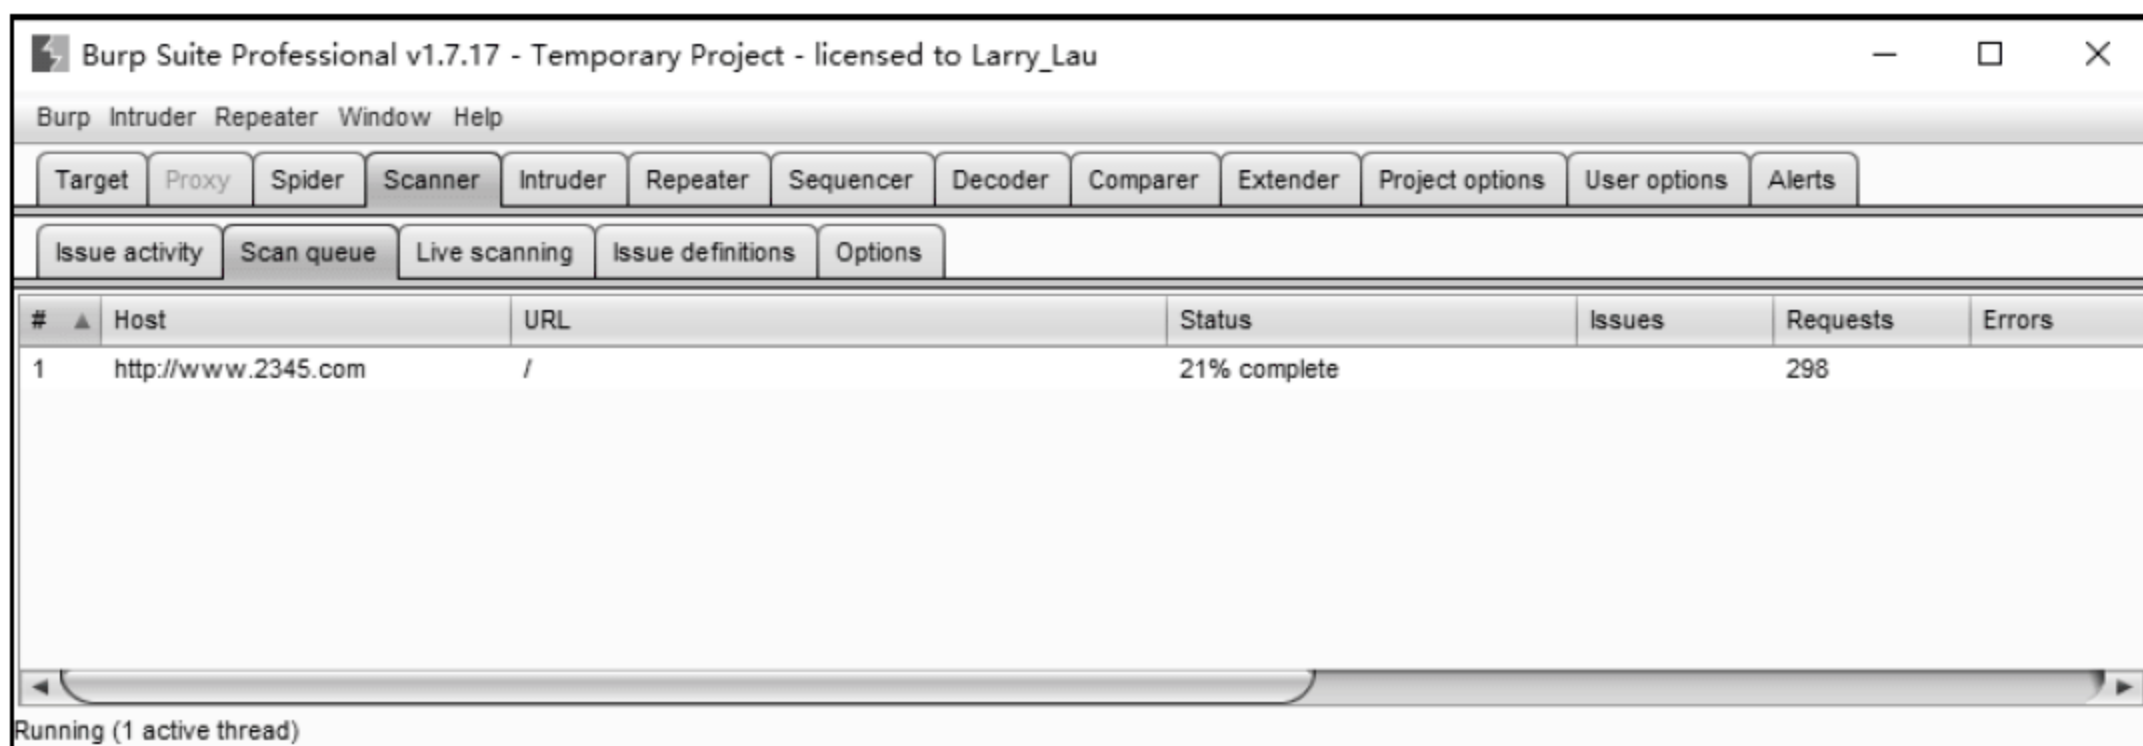 Burp Suite Professional v1.7.17 - Temporary Project - licensed to Larry_Lau
Burp Intruder Repeater Window Help
Target Proxy Spider Scanner Intruder Repeater Sequencer Decoder Comparer Extender Project options User options Alerts
Issue activity Scan queue Live scanning Issue definitions Options
# Host URL Status Issues Requests Errors
1 http://www.2345.com / 21% complete 298
Running (1 active thread)